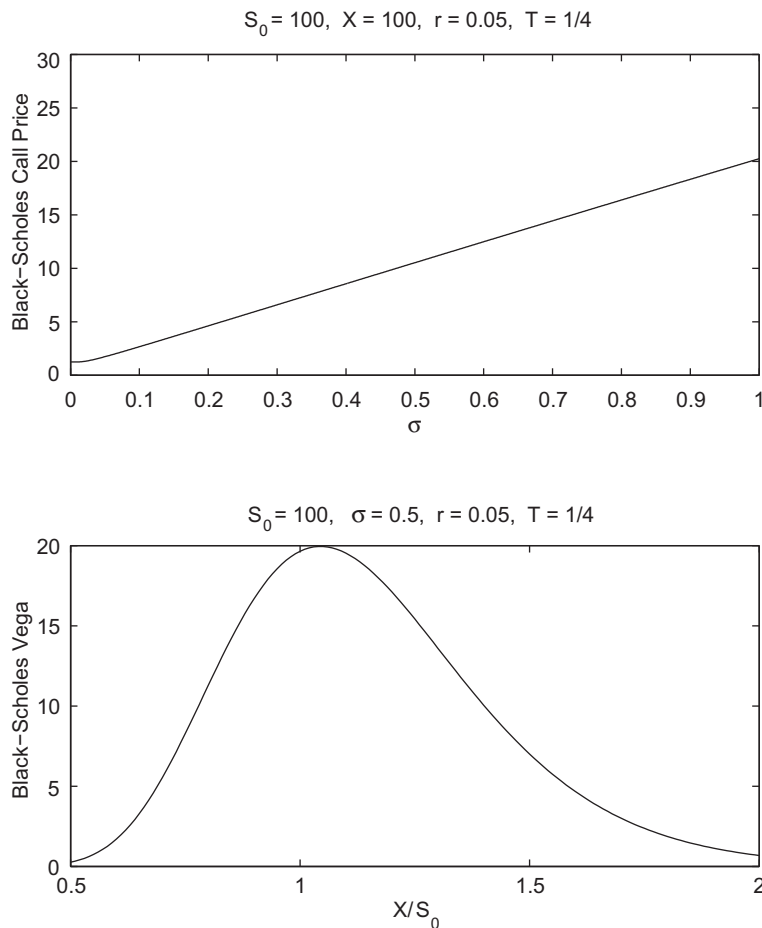 S0 = 100, X = 100, r = 0.05, T = 1/4
Black−Scholes Call Price
30
25
20
15
10
5
0
0 0.1 0.2 0.3 0.4 0.5 0.6 0.7 0.8 0.9 1
σ
S0 = 100, σ = 0.5, r = 0.05, T = 1/4
Black−Scholes Vega
20
15
10
5
0
0.5 1 1.5 2
X/S0